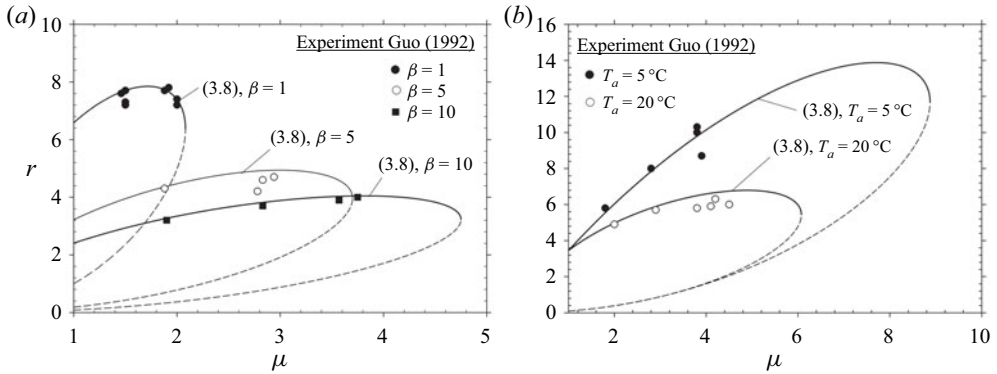 (a)
10
8
6
4
2
0
r
1
2
3
4
5
μ
Experiment Guo (1992)
β = 1
β = 5
β = 10
(3.8), β = 1
(3.8), β = 5
(3.8), β = 10
(b)
16
14
12
10
8
6
4
2
0
2
4
6
8
10
μ
Experiment Guo (1992)
Ta = 5 °C
Ta = 20 °C
(3.8), Ta = 5 °C
(3.8), Ta = 20 °C